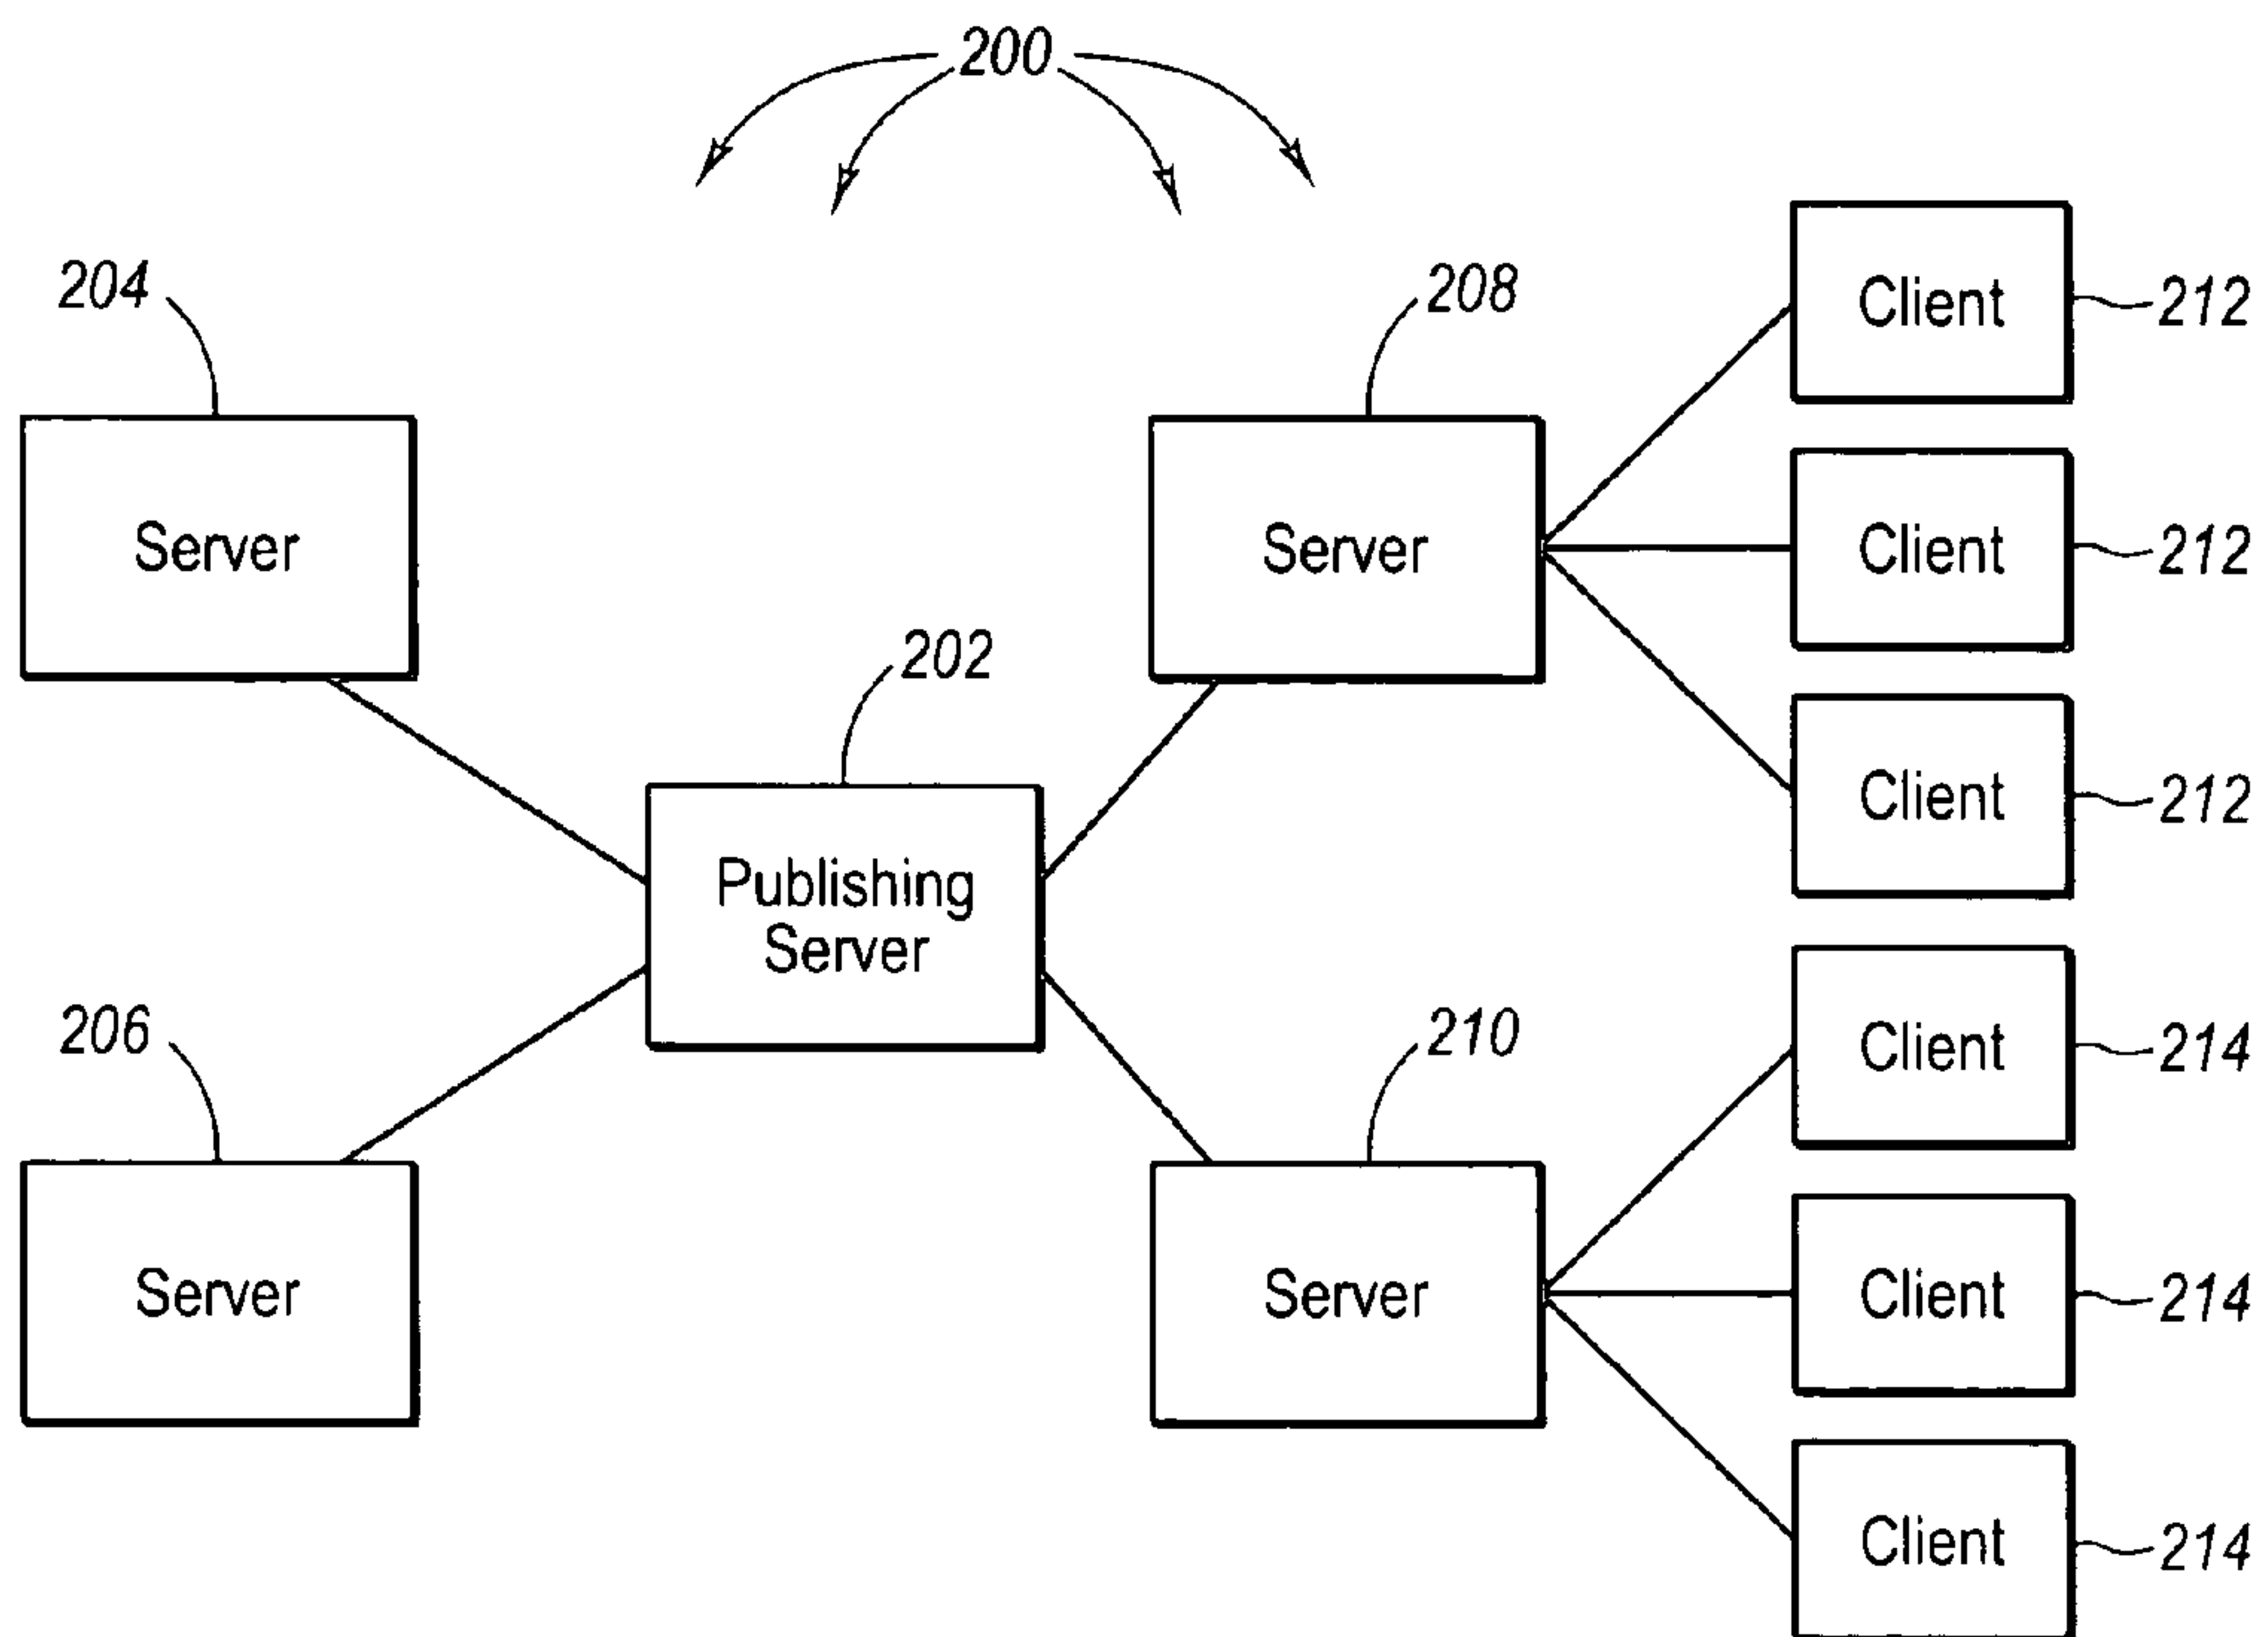 200
204
208
Client
212
Server
Server
Client
212
202
Client
212
Publishing
Server
206
210
Client
214
Server
Server
Client
214
Client
214